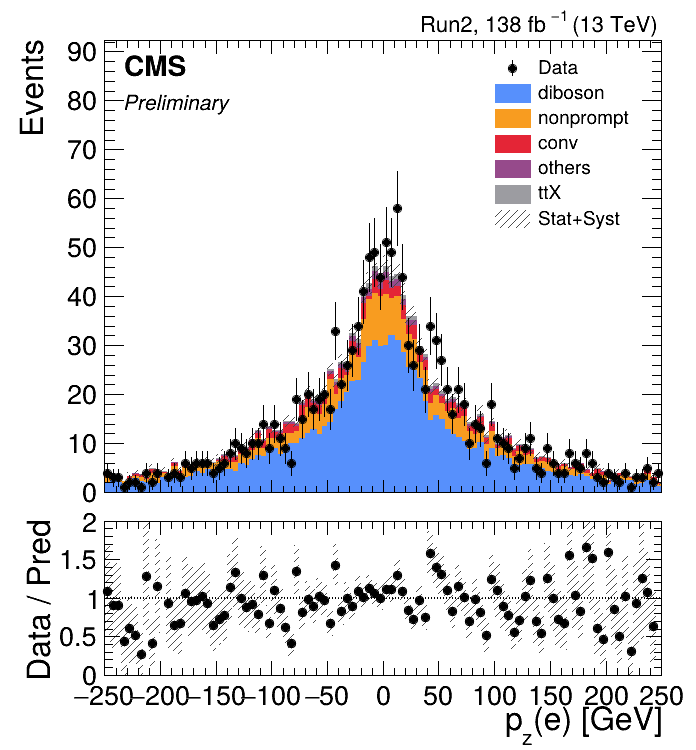 Run2, 138 fb⁻¹ (13 TeV)
CMS
Preliminary
Events
90
80
70
60
50
40
30
20
10
0
Data
diboson
nonprompt
conv
others
ttX
Stat+Syst
Data / Pred
2
1.5
1
0.5
0
−250 −200 −150 −100 −50 0 50 100 150 200 250
p_z(e) [GeV]